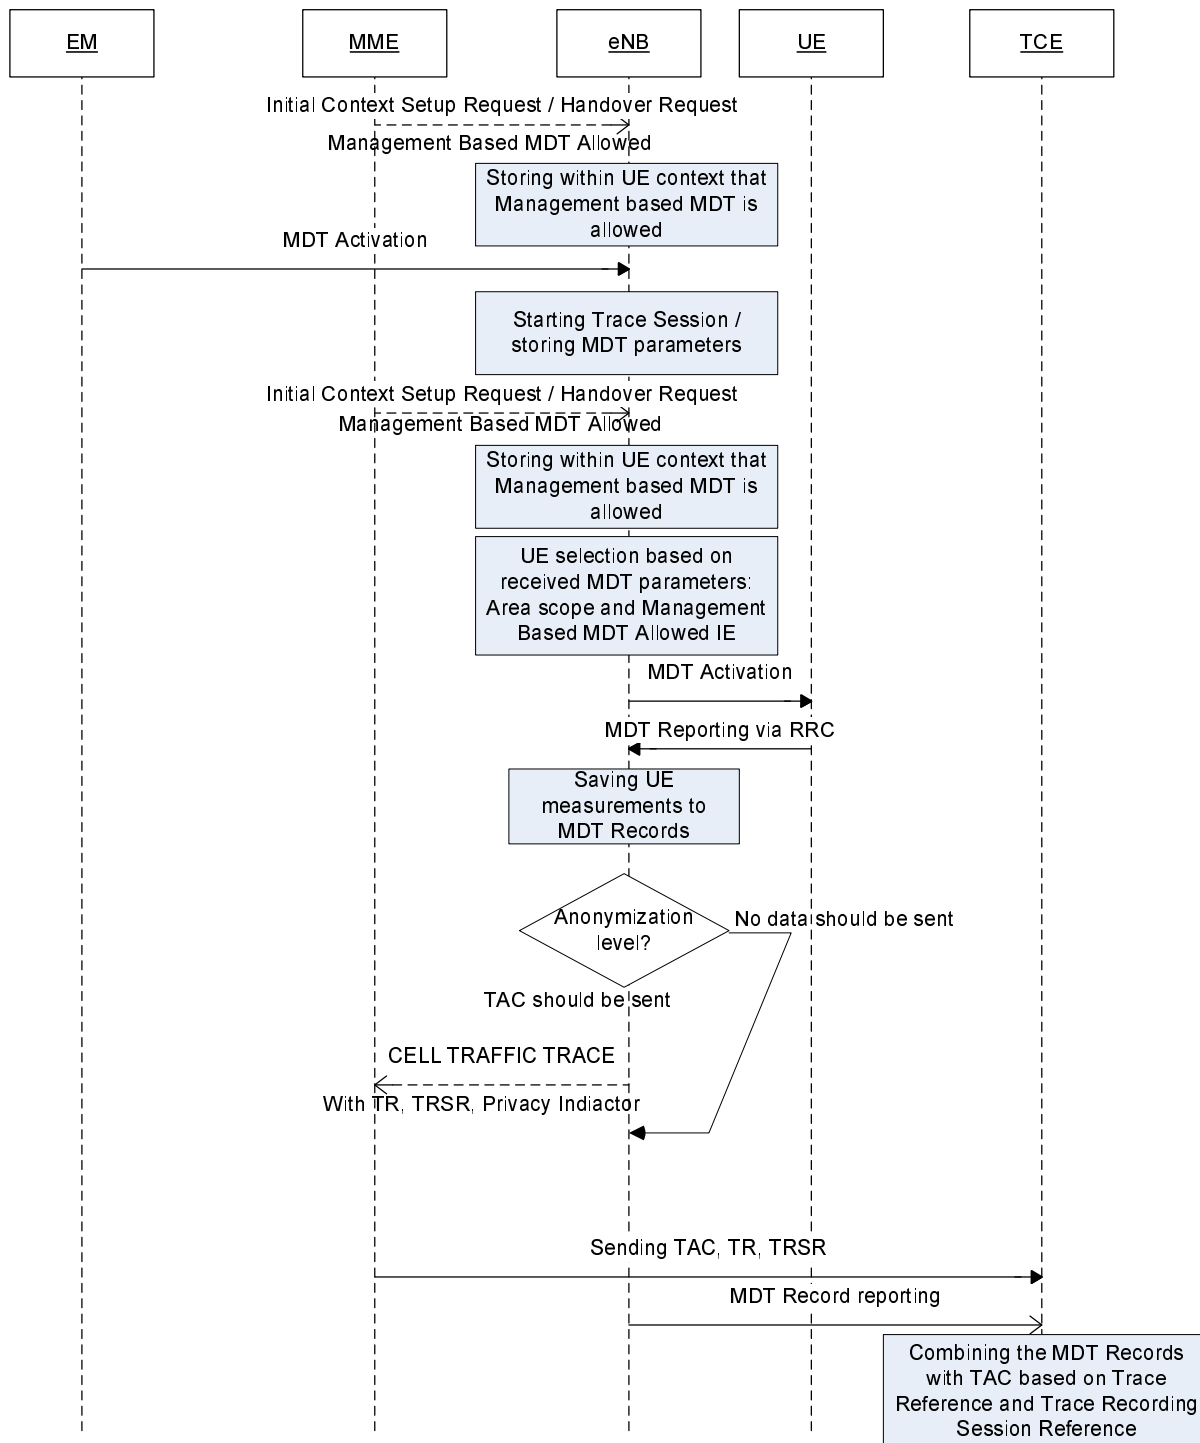 EM
MME
eNB
UE
TCE
Initial Context Setup Request / Handover Request
Management Based MDT Allowed
Storing within UE context that
Management based MDT is
allowed
MDT Activation
Starting Trace Session /
storing MDT parameters
Initial Context Setup Request / Handover Request
Management Based MDT Allowed
Storing within UE context that
Management based MDT is
allowed
UE selection based on
received MDT parameters:
Area scope and Management
Based MDT Allowed IE
MDT Activation
MDT Reporting via RRC
Saving UE
measurements to
MDT Records
Anonymization
level?
No data should be sent
TAC should be sent
CELL TRAFFIC TRACE
With TR, TRSR, Privacy Indiactor
Sending TAC, TR, TRSR
MDT Record reporting
Combining the MDT Records
with TAC based on Trace
Reference and Trace Recording
Session Reference